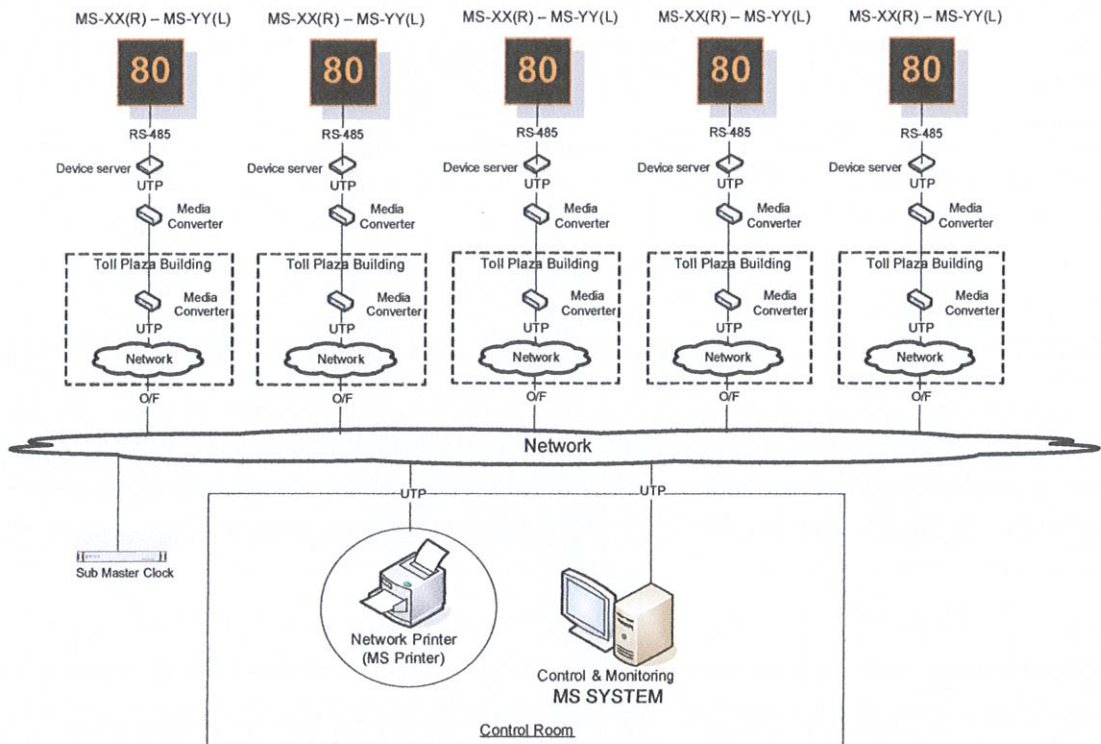 MS-XX(R) – MS-YY(L) MS-XX(R) – MS-YY(L) MS-XX(R) – MS-YY(L) MS-XX(R) – MS-YY(L) MS-XX(R) – MS-YY(L)
80 80 80 80 80
RS-485 RS-485 RS-485 RS-485 RS-485
Device server Device server Device server Device server Device server
UTP UTP UTP UTP UTP
Media Media Media Media Media
Converter Converter Converter Converter Converter
Toll Plaza Building Toll Plaza Building Toll Plaza Building Toll Plaza Building Toll Plaza Building
Media Media Media Media Media
Converter Converter Converter Converter Converter
UTP UTP UTP UTP UTP
Network Network Network Network Network
O/F O/F O/F O/F O/F
Network
UTP UTP
Sub Master Clock
Network Printer
(MS Printer)
Control & Monitoring
MS SYSTEM
Control Room